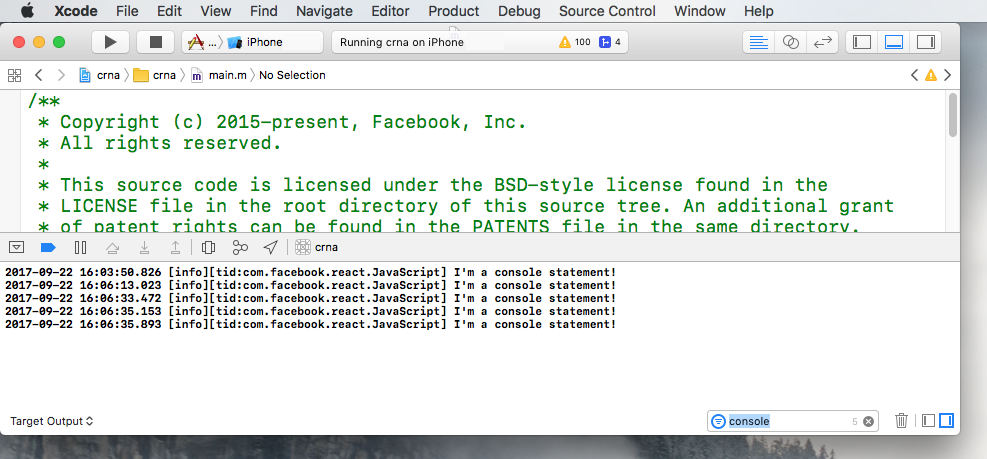 Xcode File Edit View Find Navigate Editor Product Debug Source Control Window Help
... iPhone Running crna on iPhone 100 4
crna crna m main.m No Selection
/**
* Copyright (c) 2015-present, Facebook, Inc.
* All rights reserved.
*
* This source code is licensed under the BSD-style license found in the
* LICENSE file in the root directory of this source tree. An additional grant
* of patent rights can be found in the PATENTS file in the same directory.
crna
2017-09-22 16:03:50.826 [info][tid:com.facebook.react.JavaScript] I'm a console statement!
2017-09-22 16:06:13.023 [info][tid:com.facebook.react.JavaScript] I'm a console statement!
2017-09-22 16:06:33.472 [info][tid:com.facebook.react.JavaScript] I'm a console statement!
2017-09-22 16:06:35.153 [info][tid:com.facebook.react.JavaScript] I'm a console statement!
2017-09-22 16:06:35.893 [info][tid:com.facebook.react.JavaScript] I'm a console statement!
Target Output console 5